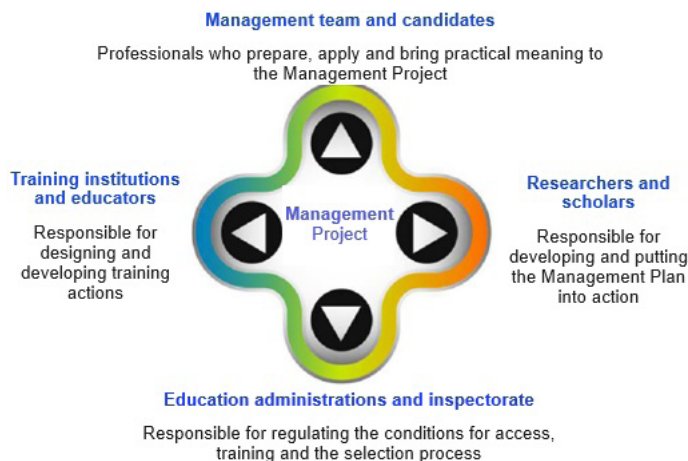 Management team and candidates
Professionals who prepare, apply and bring practical meaning to
the Management Project
Training institutions
and educators
Responsible for
designing and
developing training
actions
Management
Project
Researchers and
scholars
Responsible for
developing and putting
the Management Plan
into action
Education administrations and inspectorate
Responsible for regulating the conditions for access,
training and the selection process